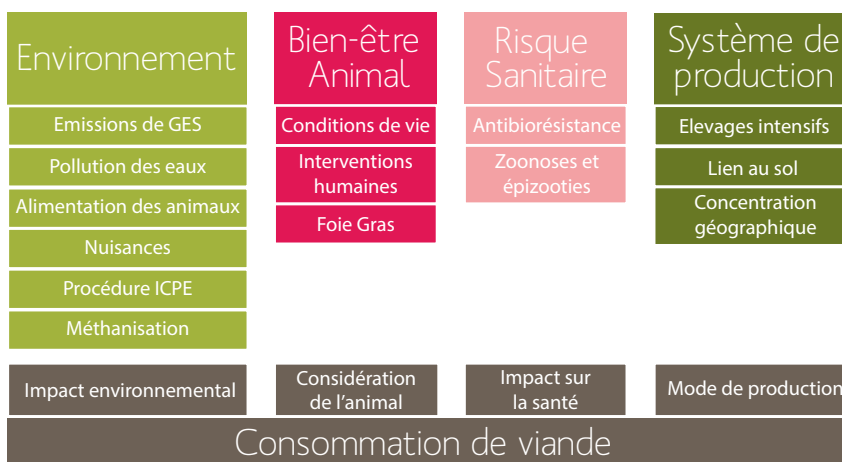 Environnement
Emissions de GES
Pollution des eaux
Alimentation des animaux
Nuisances
Procédure ICPE
Méthanisation
Impact environnemental
Bien-être
Animal
Conditions de vie
Interventions
humaines
Foie Gras
Considération
de l'animal
Risque
Sanitaire
Antibiorésistance
Zoonoses et
épizooties
Impact sur
la santé
Système de
production
Elevages intensifs
Lien au sol
Concentration
géographique
Mode de production
Consommation de viande